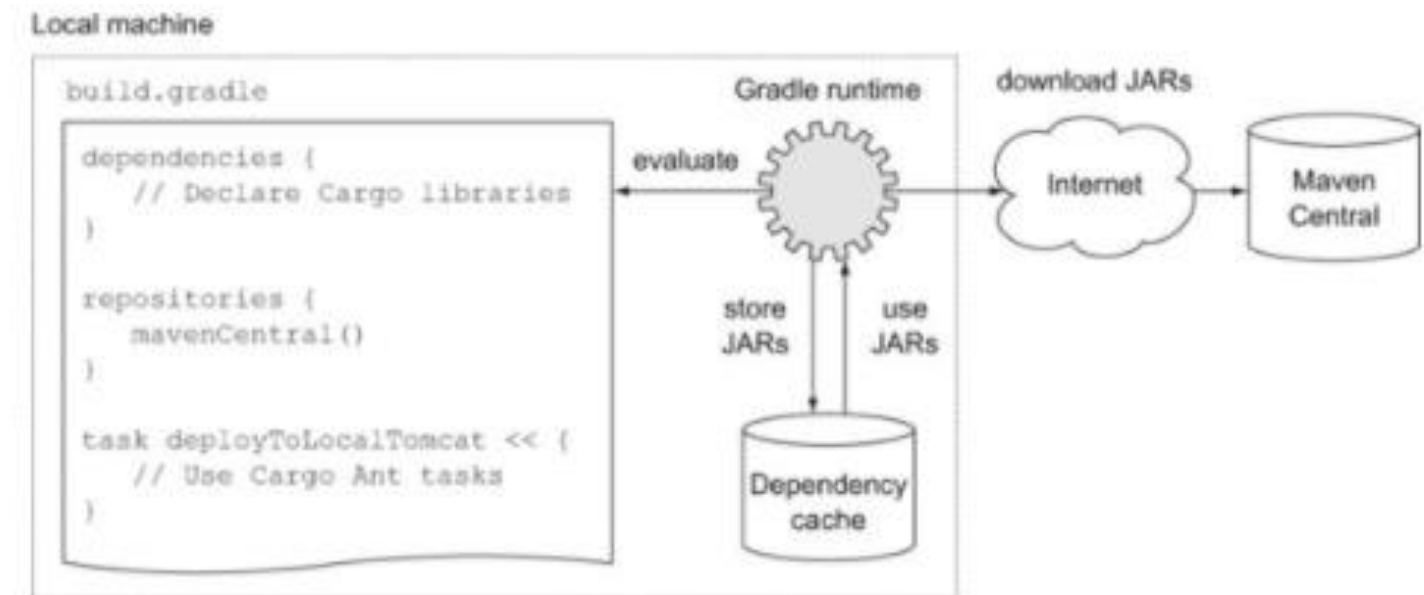 Local machine
build.gradle
dependencies {
// Declare Cargo libraries
}
repositories {
mavenCentral()
}
task deployToLocalTomcat << {
// Use Cargo Ant tasks
}
Gradle runtime
evaluate
store
JARs
use
JARs
Dependency
cache
download JARs
Internet
Maven
Central